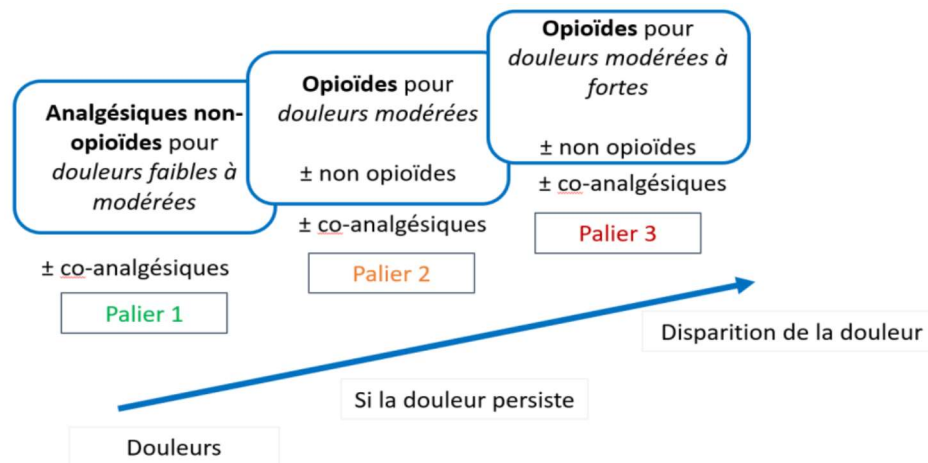 Analgésiques non-
opioïdes pour
douleurs faibles à
modérées
± co-analgésiques
Palier 1
Opioïdes pour
douleurs modérées
± non opioïdes
± co-analgésiques
Palier 2
Opioïdes pour
douleurs modérées à
fortes
± non opioïdes
± co-analgésiques
Palier 3
Douleurs
Si la douleur persiste
Disparition de la douleur